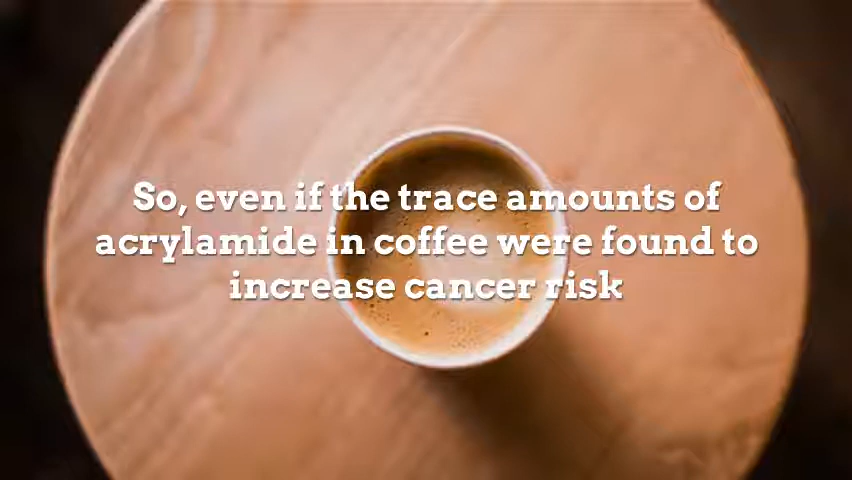 So, even if the trace amounts of
acrylamide in coffee were found to
increase cancer risk